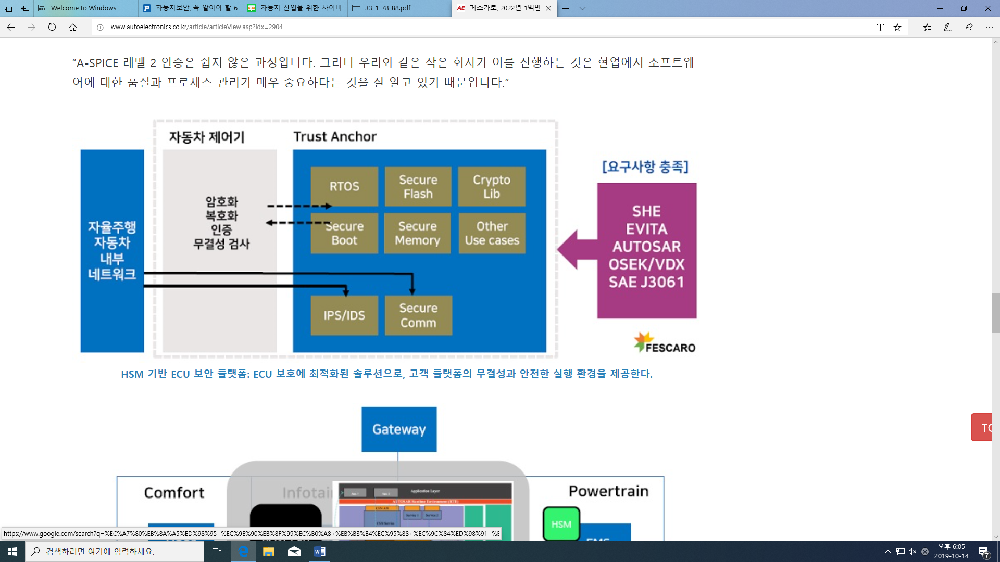 Welcome to Windows
자동차보안, 꼭 알아야 할 6
자동차 산업을 위한 사이버
33-1_78-88.pdf
페스카로, 2022년 1백만
www.autoelectronics.co.kr/article/articleView.asp?idx=2904
"A-SPICE 레벨 2 인증은 쉽지 않은 과정입니다. 그러나 우리와 같은 작은 회사가 이를 진행하는 것은 현업에서 소프트웨
어에 대한 품질과 프로세스 관리가 매우 중요하다는 것을 잘 알고 있기 때문입니다."
자동차 제어기
Trust Anchor
자율주행
자동차
내부
네트워크
암호화
복호화
인증
무결성 검사
RTOS
Secure
Flash
Crypto
Lib
Secure
Boot
Secure
Memory
Other
Use cases
IPS/IDS
Secure
Comm
[요구사항 충족]
SHE
EVITA
AUTOSAR
OSEK/VDX
SAE J3061
FESCARO
HSM 기반 ECU 보안 플랫폼: ECU 보호에 최적화된 솔루션으로, 고객 플랫폼의 무결성과 안전한 실행 환경을 제공한다.
Gateway
TO
Comfort
Infotai
Powertrain
Application Layer
AUTOSAR Runtime Environment (RTE)
CSM API
Service 1
Service 2
CSM Service
HSM
EMS
https://www.google.com/search?q=%EC%A7%80%EB%8A%A5%ED%98%95+%EC%9E%90%EB%8F%99%EC%B0%A8+%EB%B3%B4%EC%95%88+%EC%9C%84%ED%98%91+%E
검색하려면 여기에 입력하세요.
오후 6:05
2019-10-14
7